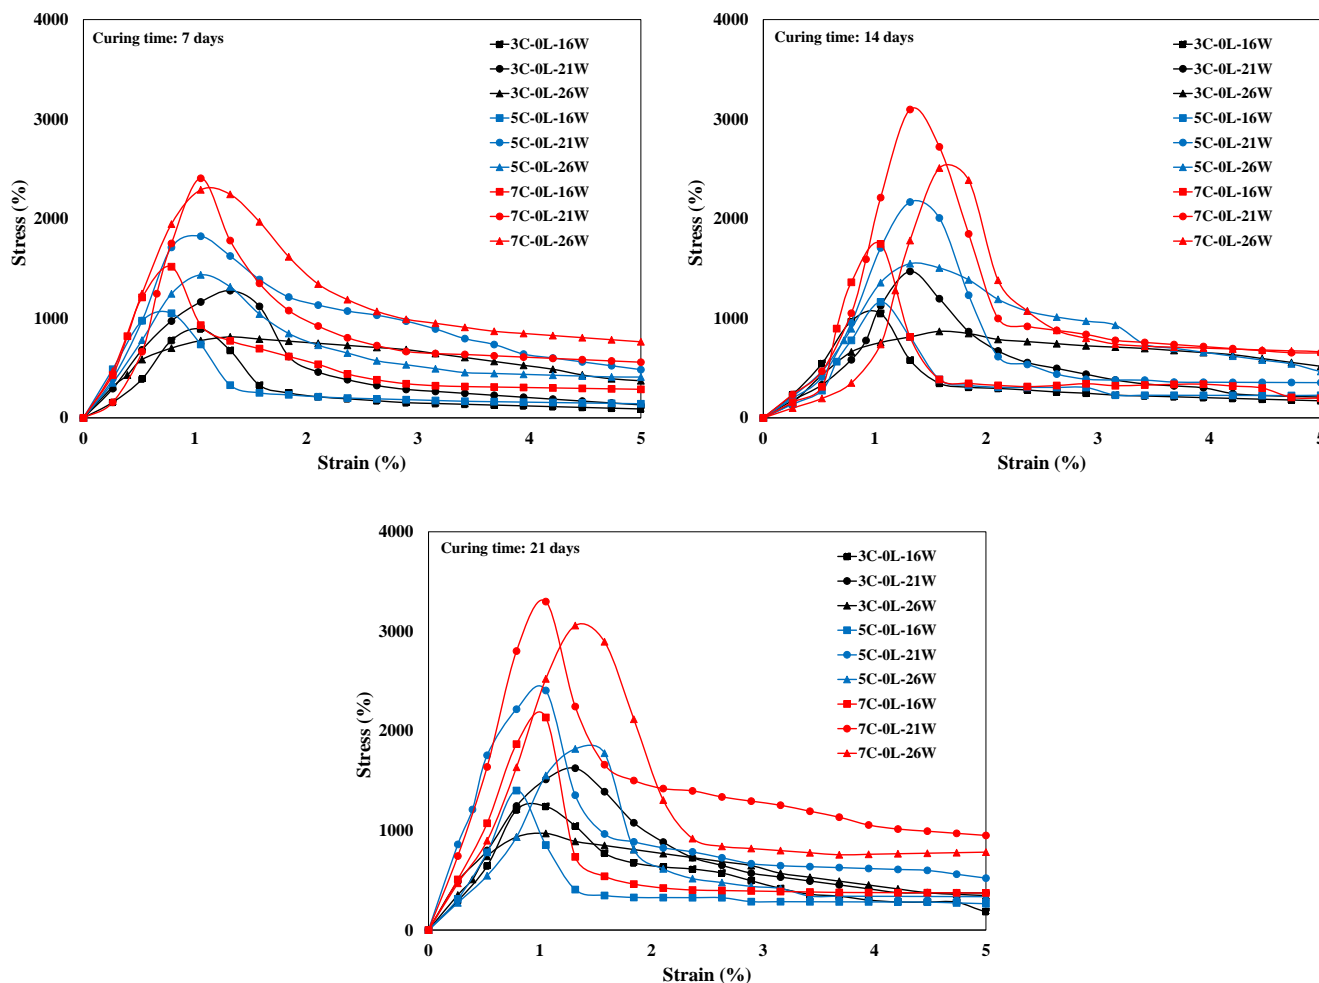 4000
Curing time: 7 days
3C-0L-16W
3C-0L-21W
3C-0L-26W
5C-0L-16W
5C-0L-21W
5C-0L-26W
7C-0L-16W
7C-0L-21W
7C-0L-26W
3000
2000
1000
0
Stress (%)
0 1 2 3 4 5
Strain (%)
4000
Curing time: 14 days
3C-0L-16W
3C-0L-21W
3C-0L-26W
5C-0L-16W
5C-0L-21W
5C-0L-26W
7C-0L-16W
7C-0L-21W
7C-0L-26W
3000
2000
1000
0
Stress (%)
0 1 2 3 4 5
Strain (%)
4000
Curing time: 21 days
3C-0L-16W
3C-0L-21W
3C-0L-26W
5C-0L-16W
5C-0L-21W
5C-0L-26W
7C-0L-16W
7C-0L-21W
7C-0L-26W
3000
2000
1000
0
Stress (%)
0 1 2 3 4 5
Strain (%)